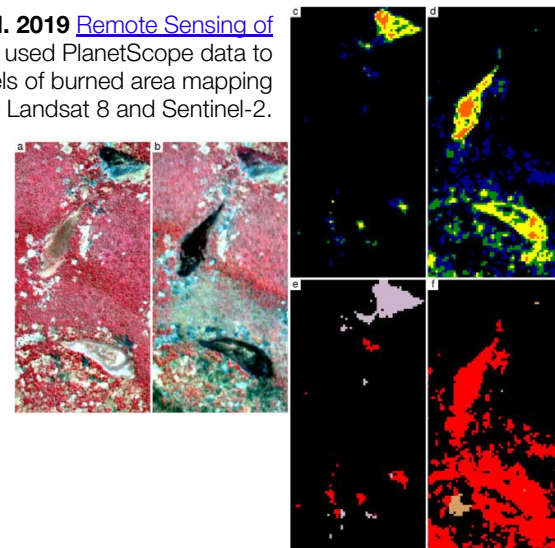 l. 2019 Remote Sensing of
used PlanetScope data to
els of burned area mapping
Landsat 8 and Sentinel-2.
a
b
c
d
e
f